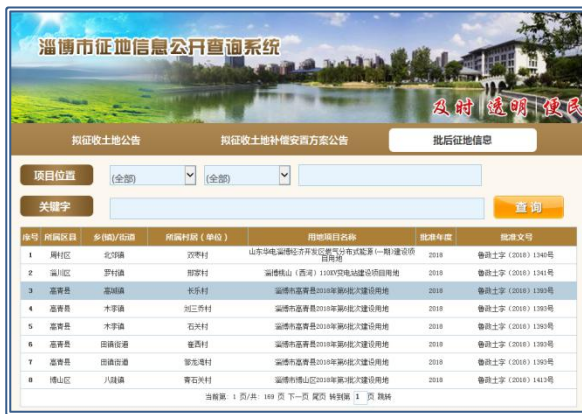 淄博市征地信息公开查询系统
及时 透明 便民
拟征收土地公告 拟征收土地补偿安置方案公告 批后征地信息
项目位置 (全部) (全部)
关键字 查 询
序号 所属区县 乡(镇)/街道 所属村居（单位） 用地项目名称 批准年度 批准文号
1 周村区 北郊镇 双枣村 山东华电淄博经济开发区燃气分布式能源(一期)建设项目用地 2018 鲁政土字（2018）1340号
2 淄川区 罗村镇 邢家村 淄博桃山（西河）110KV变电站建设项目用地 2018 鲁政土字（2018）1341号
3 高青县 高城镇 长乐村 淄博市高青县2018年第6批次建设用地 2018 鲁政土字（2018）1393号
4 高青县 木李镇 刘三乔村 淄博市高青县2018年第6批次建设用地 2018 鲁政土字（2018）1393号
5 高青县 木李镇 石关村 淄博市高青县2018年第6批次建设用地 2018 鲁政土字（2018）1393号
6 高青县 田镇街道 崔西村 淄博市高青县2018年第6批次建设用地 2018 鲁政土字（2018）1393号
7 高青县 田镇街道 淄博市高青县2018年第6批次建设用地 2018 鲁政土字（2018）1393号
8 博山区 八陡镇 青石关村 淄博市博山区2018年第3批次建设用地 2018 鲁政土字（2018）1413号
当前第: 1 页/共: 169 页 下一页 尾页 转到第 1 页 跳转